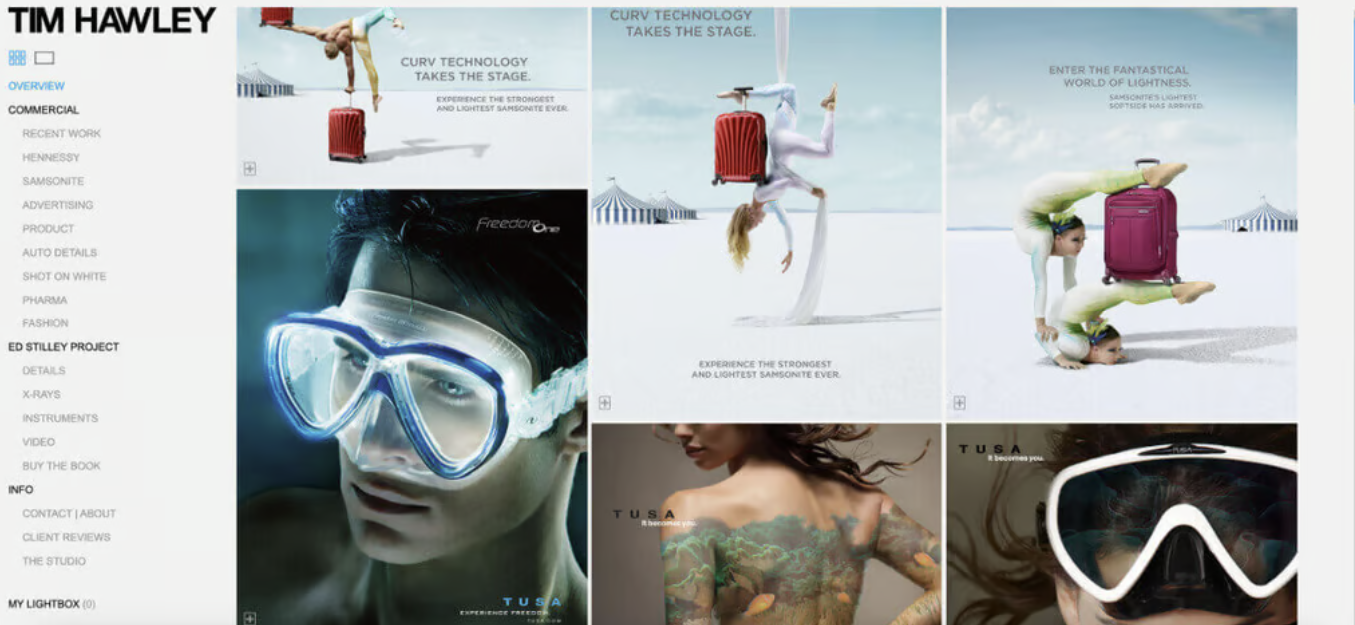 TIM HAWLEY
OVERVIEW
COMMERCIAL
RECENT WORK
HENNESSY
SAMSONITE
ADVERTISING
PRODUCT
AUTO DETAILS
SHOT ON WHITE
PHARMA
FASHION
ED STILLEY PROJECT
DETAILS
X-RAYS
INSTRUMENTS
VIDEO
BUY THE BOOK
INFO
CONTACT | ABOUT
CLIENT REVIEWS
THE STUDIO
MY LIGHTBOX (0)
CURV TECHNOLOGY
TAKES THE STAGE.
EXPERIENCE THE STRONGEST
AND LIGHTEST SAMSONITE EVER.
Freedom One
TUSA
EXPERIENCE FREEDOM.
CURV TECHNOLOGY
TAKES THE STAGE.
EXPERIENCE THE STRONGEST
AND LIGHTEST SAMSONITE EVER.
TUSA
It becomes you.
ENTER THE FANTASTICAL
WORLD OF LIGHTNESS.
SAMSONITE'S LIGHTEST
SOFTSIDE HAS ARRIVED.
TUSA
It becomes you.
TUSA